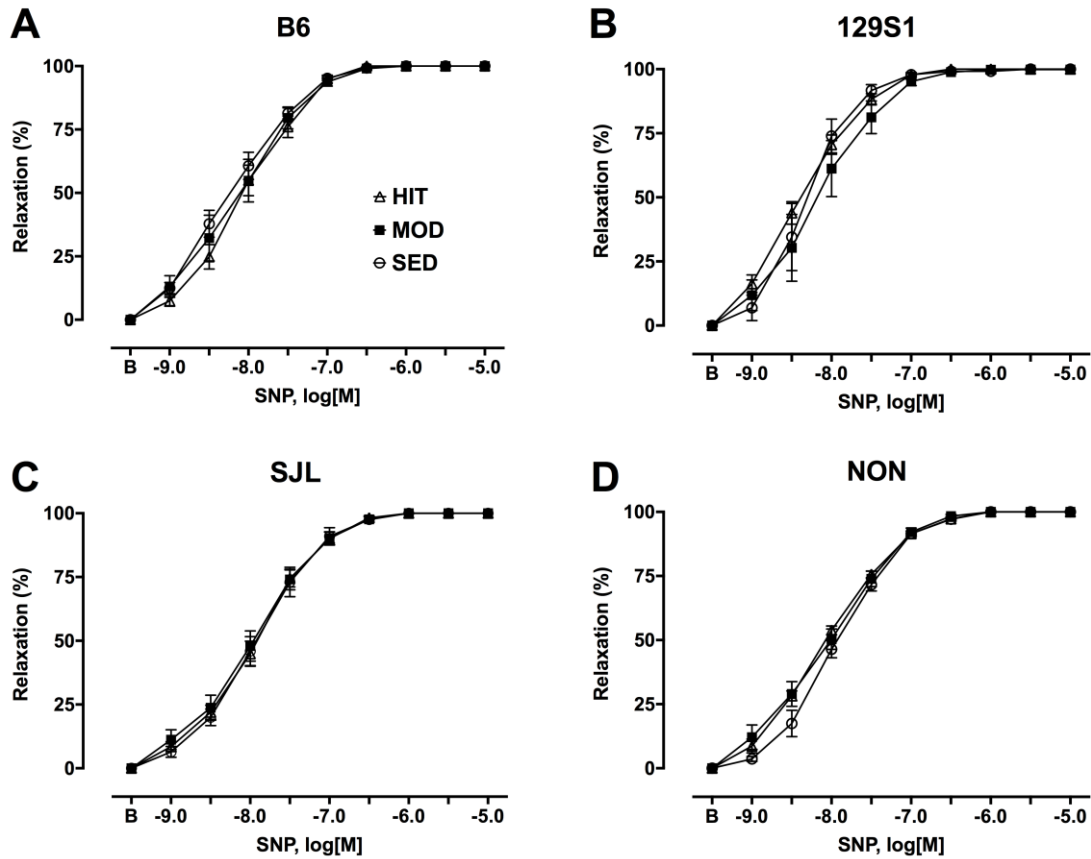 A
B6
Relaxation (%)
100
75
50
25
0
HIT
MOD
SED
B -9.0 -8.0 -7.0 -6.0 -5.0
SNP, log[M]
B
129S1
Relaxation (%)
100
75
50
25
0
B -9.0 -8.0 -7.0 -6.0 -5.0
SNP, log[M]
C
SJL
Relaxation (%)
100
75
50
25
0
B -9.0 -8.0 -7.0 -6.0 -5.0
SNP, log[M]
D
NON
Relaxation (%)
100
75
50
25
0
B -9.0 -8.0 -7.0 -6.0 -5.0
SNP, log[M]